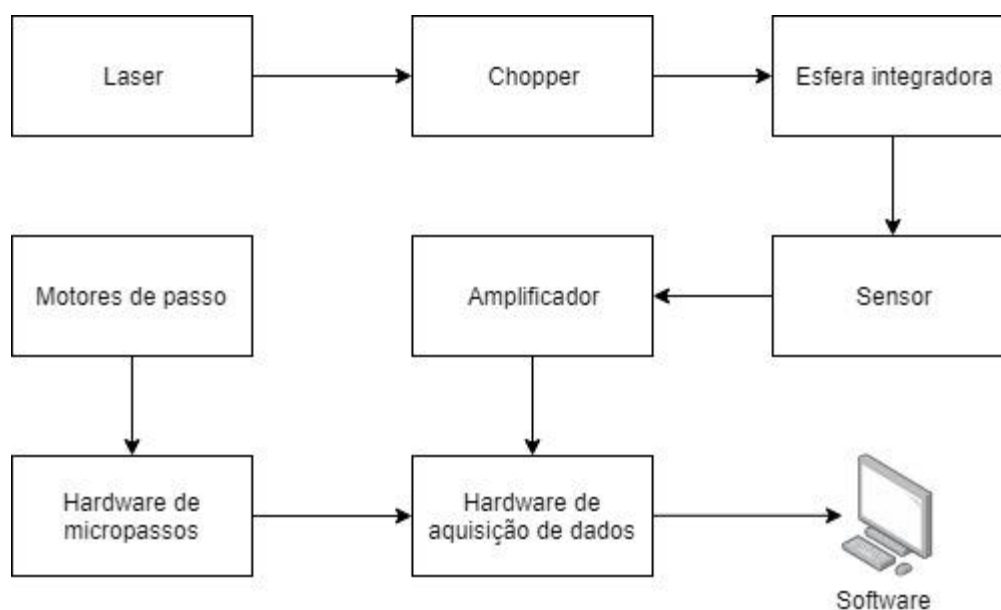 Laser
Chopper
Esfera integradora
Motores de passo
Amplificador
Sensor
Hardware de
micropassos
Hardware de
aquisição de dados
Software